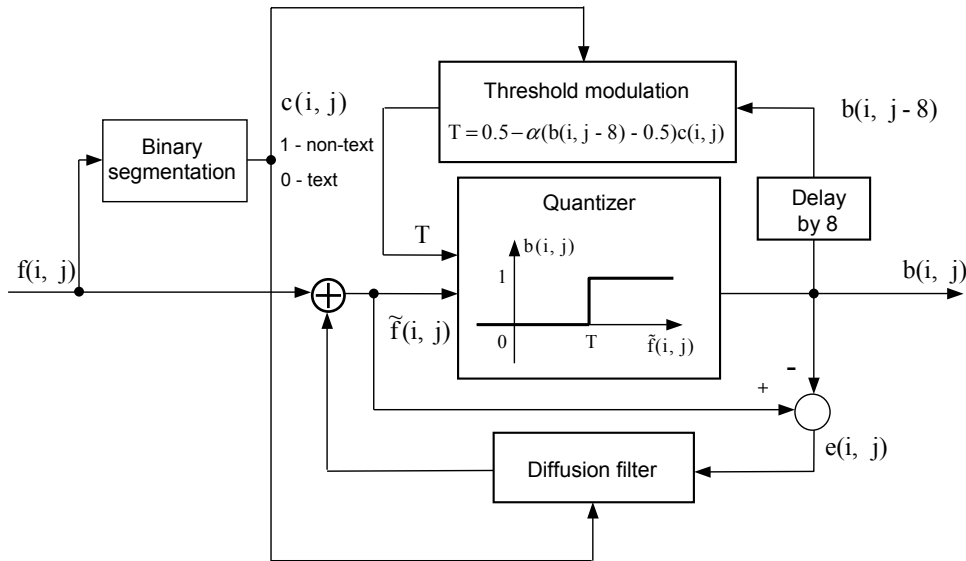 Threshold modulation
T = 0.5 – α(b(i, j - 8) - 0.5)c(i, j)
c(i, j)
1 - non-text
0 - text
b(i, j - 8)
Binary
segmentation
Delay
by 8
Quantizer
T
b(i, j)
1
0
T
f̃(i, j)
f(i, j)
f̃(i, j)
b(i, j)
-
+
e(i, j)
Diffusion filter